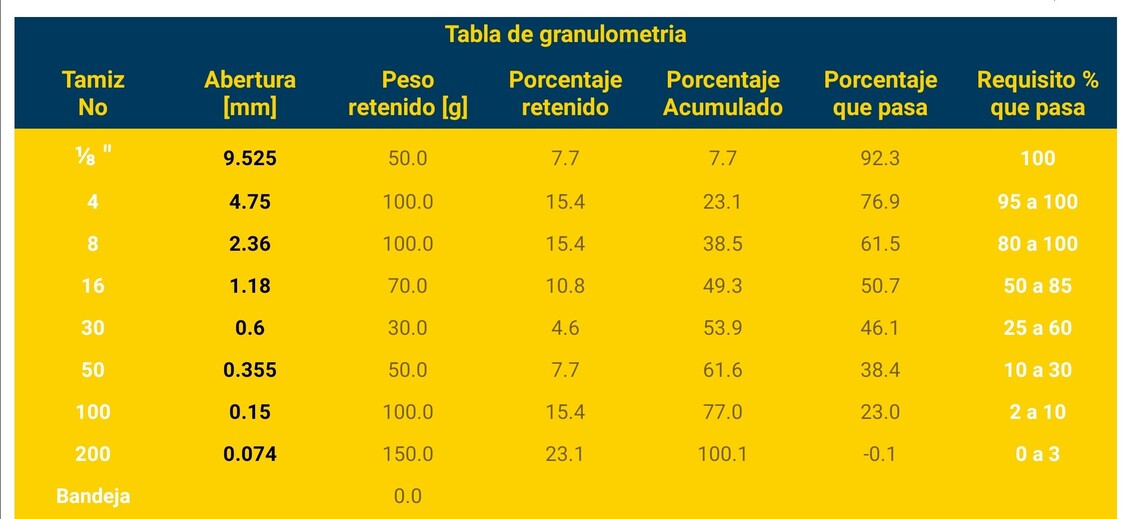 Tabla de granulometria
Tamiz No Abertura [mm] Peso retenido [g] Porcentaje retenido Porcentaje Acumulado Porcentaje que pasa Requisito % que pasa
⅛ " 9.525 50.0 7.7 7.7 92.3 100
4 4.75 100.0 15.4 23.1 76.9 95 a 100
8 2.36 100.0 15.4 38.5 61.5 80 a 100
16 1.18 70.0 10.8 49.3 50.7 50 a 85
30 0.6 30.0 4.6 53.9 46.1 25 a 60
50 0.355 50.0 7.7 61.6 38.4 10 a 30
100 0.15 100.0 15.4 77.0 23.0 2 a 10
200 0.074 150.0 23.1 100.1 -0.1 0 a 3
Bandeja 0.0